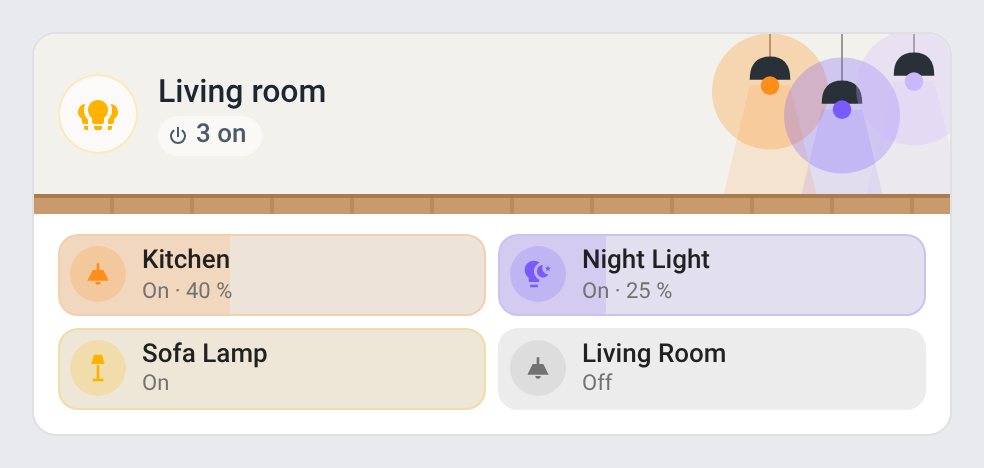 Living room
3 on
Kitchen
On · 40 %
Night Light
On · 25 %
Sofa Lamp
On
Living Room
Off